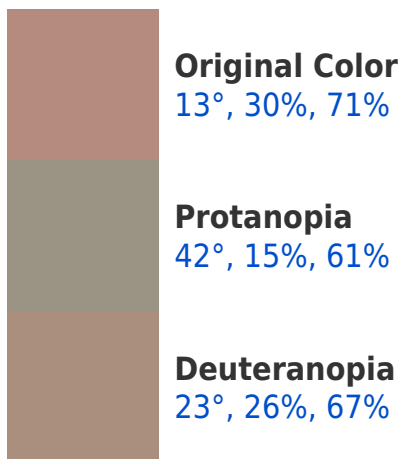 Original Color
13°, 30%, 71%
Protanopia
42°, 15%, 61%
Deuteranopia
23°, 26%, 67%